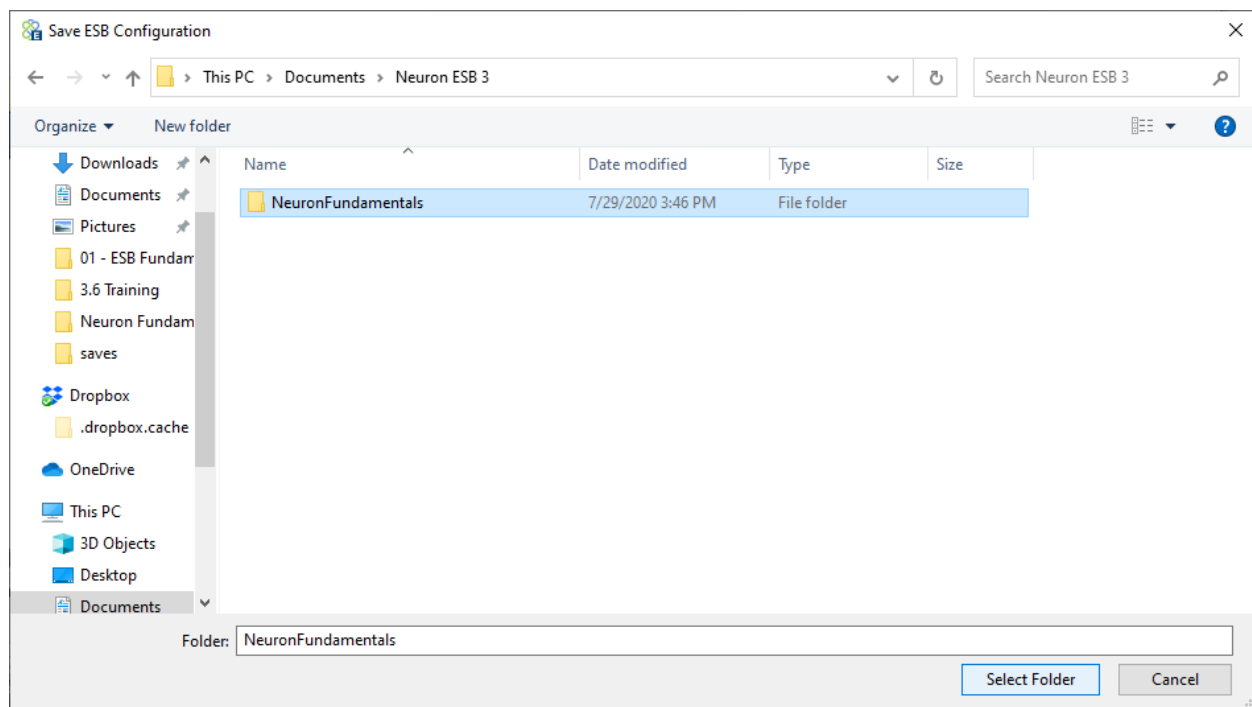 Save ESB Configuration
This PC > Documents > Neuron ESB 3
Search Neuron ESB 3
Organize New folder
Downloads
Documents
Pictures
01 - ESB Fundam
3.6 Training
Neuron Fundam
saves
Dropbox
.dropbox.cache
OneDrive
This PC
3D Objects
Desktop
Documents
Name Date modified Type Size
NeuronFundamentals 7/29/2020 3:46 PM File folder
Folder: NeuronFundamentals
Select Folder Cancel